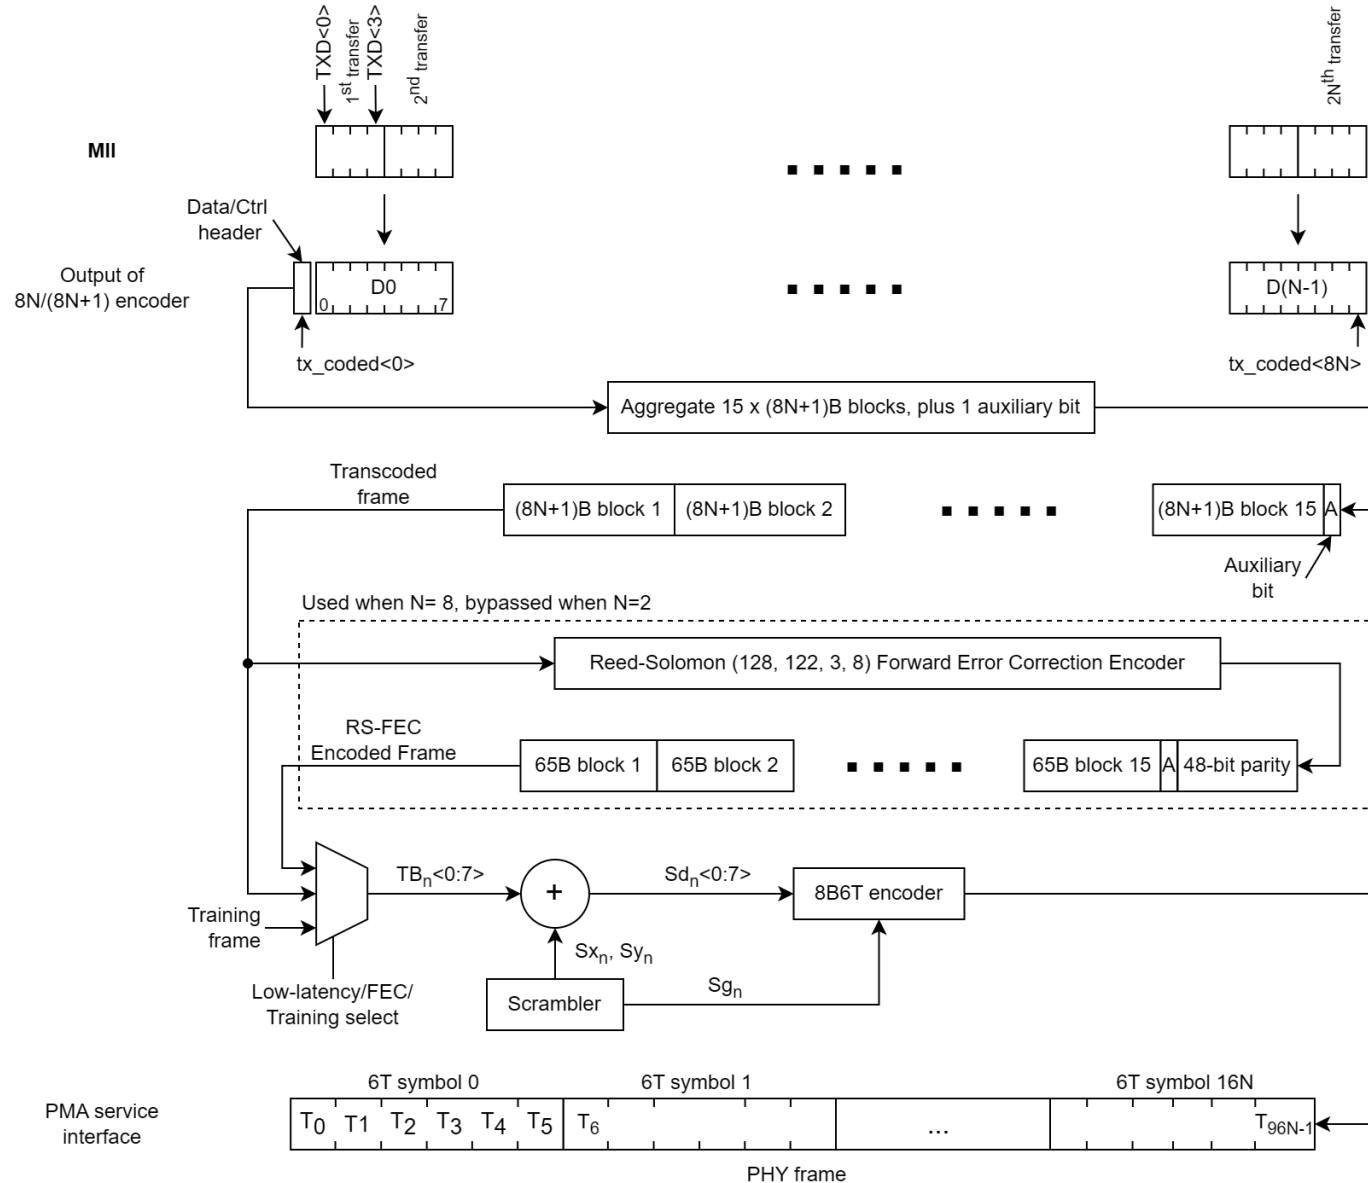 TXD<0>
1st transfer
TXD<3>
2nd transfer
2Nth transfer
MII
Data/Ctrl
header
Output of
8N/(8N+1) encoder
D0
0
7
D(N-1)
tx_coded<0>
tx_coded<8N>
Aggregate 15 x (8N+1)B blocks, plus 1 auxiliary bit
Transcoded
frame
(8N+1)B block 1
(8N+1)B block 2
(8N+1)B block 15
A
Auxiliary
bit
Used when N= 8, bypassed when N=2
Reed-Solomon (128, 122, 3, 8) Forward Error Correction Encoder
RS-FEC
Encoded Frame
65B block 1
65B block 2
65B block 15
A
48-bit parity
TBn<0:7>
+
Sdn<0:7>
8B6T encoder
Training
frame
Sxn, Syn
Low-latency/FEC/
Training select
Scrambler
Sgn
6T symbol 0
6T symbol 1
6T symbol 16N
PMA service
interface
T0
T1
T2
T3
T4
T5
T6
...
T96N-1
PHY frame